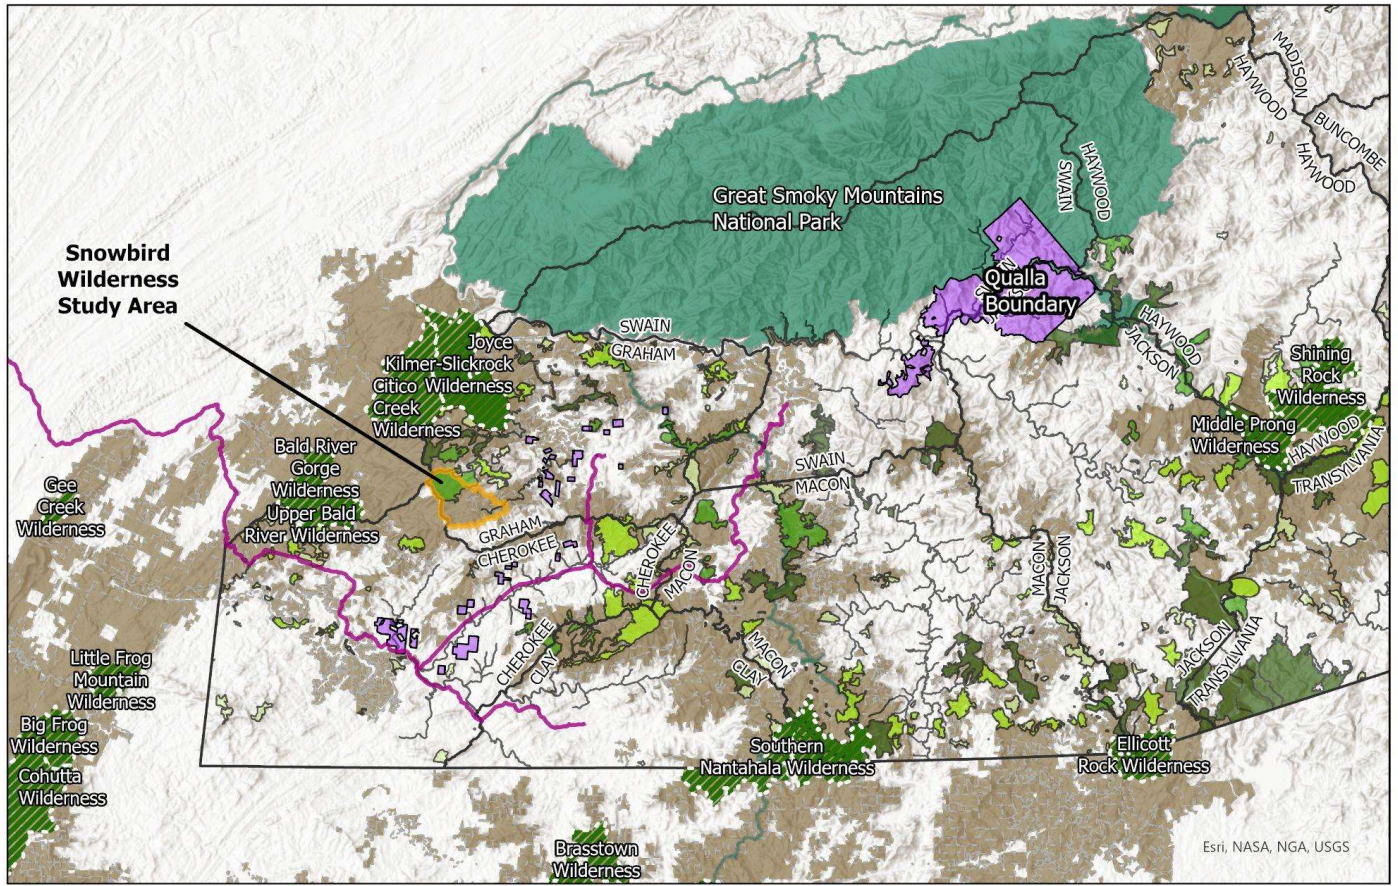 MADISON
HAYWOOD
BUNCOMBE
HAYWOOD
HAYWOOD
SWAIN
Great Smoky Mountains
National Park
Snowbird
Wilderness
Study Area
Qualla
Boundary
SWAIN
GRAHAM
HAYWOOD
JACKSON
Joyce
Kilmer-Slickrock
Citico Wilderness
Creek
Wilderness
Shining
Rock
Wilderness
Middle Prong
Wilderness
HAYWOOD
TRANSYLVANIA
Bald River
Gorge
Wilderness
Upper Bald
River Wilderness
Gee
Creek
Wilderness
SWAIN
MACON
GRAHAM
CHEROKEE
CHEROKEE
MACON
MACON
JACKSON
CHEROKEE
CLAY
MACON
CLAY
JACKSON
TRANSYLVANIA
Little Frog
Mountain
Wilderness
Big Frog
Wilderness
Cohutta
Wilderness
Southern
Nantahala Wilderness
Ellicott
Rock Wilderness
Brasstown
Wilderness
Esri, NASA, NGA, USGS